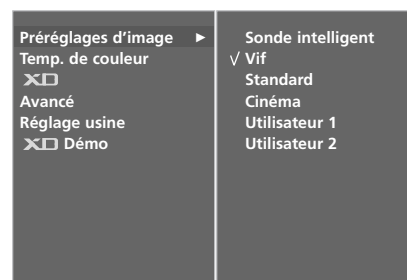 Préréglages d'image ►
Temp. de couleur
XD
Avancé
Réglage usine
XD Démo
Sonde intelligent
√ Vif
Standard
Cinéma
Utilisateur 1
Utilisateur 2